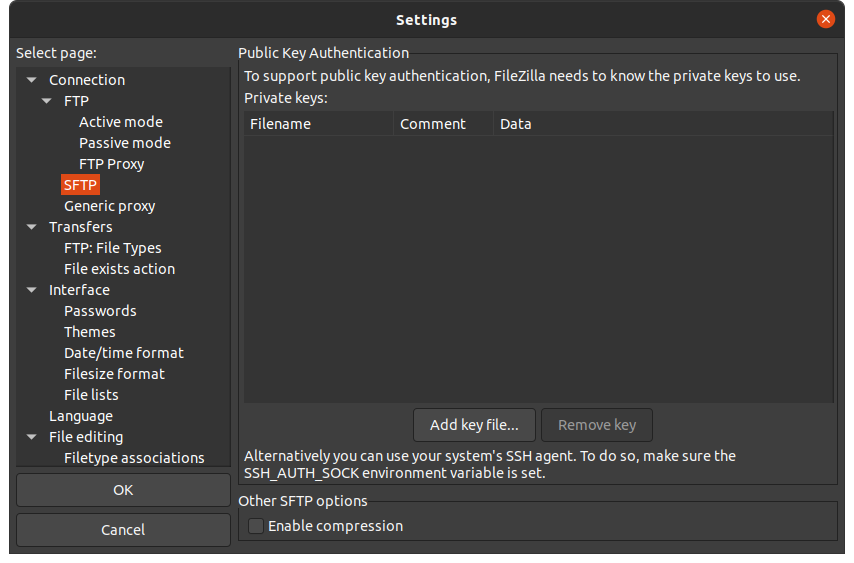 Settings
Select page:
Connection
FTP
Active mode
Passive mode
FTP Proxy
SFTP
Generic proxy
Transfers
FTP: File Types
File exists action
Interface
Passwords
Themes
Date/time format
Filesize format
File lists
Language
File editing
Filetype associations
OK
Cancel
Public Key Authentication
To support public key authentication, FileZilla needs to know the private keys to use.
Private keys:
Filename Comment Data
Add key file... Remove key
Alternatively you can use your system's SSH agent. To do so, make sure the
SSH_AUTH_SOCK environment variable is set.
Other SFTP options
Enable compression